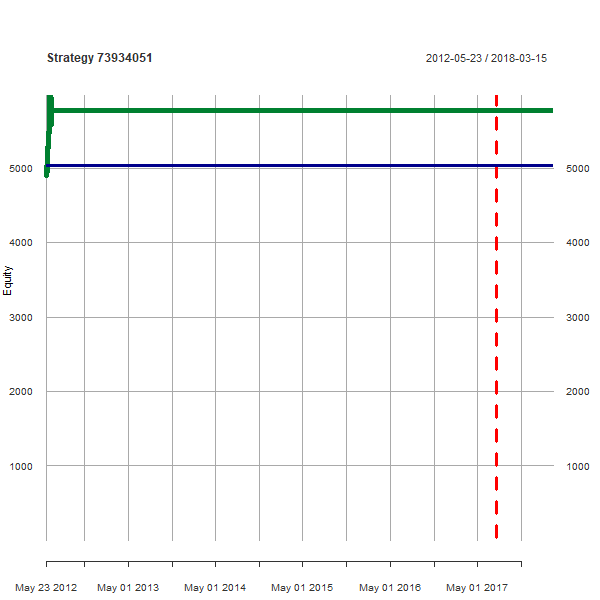 Strategy 73934051
2012-05-23 / 2018-03-15
5000
5000
4000
4000
Equity
3000
3000
2000
2000
1000
1000
May 23 2012
May 01 2013
May 01 2014
May 01 2015
May 01 2016
May 01 2017